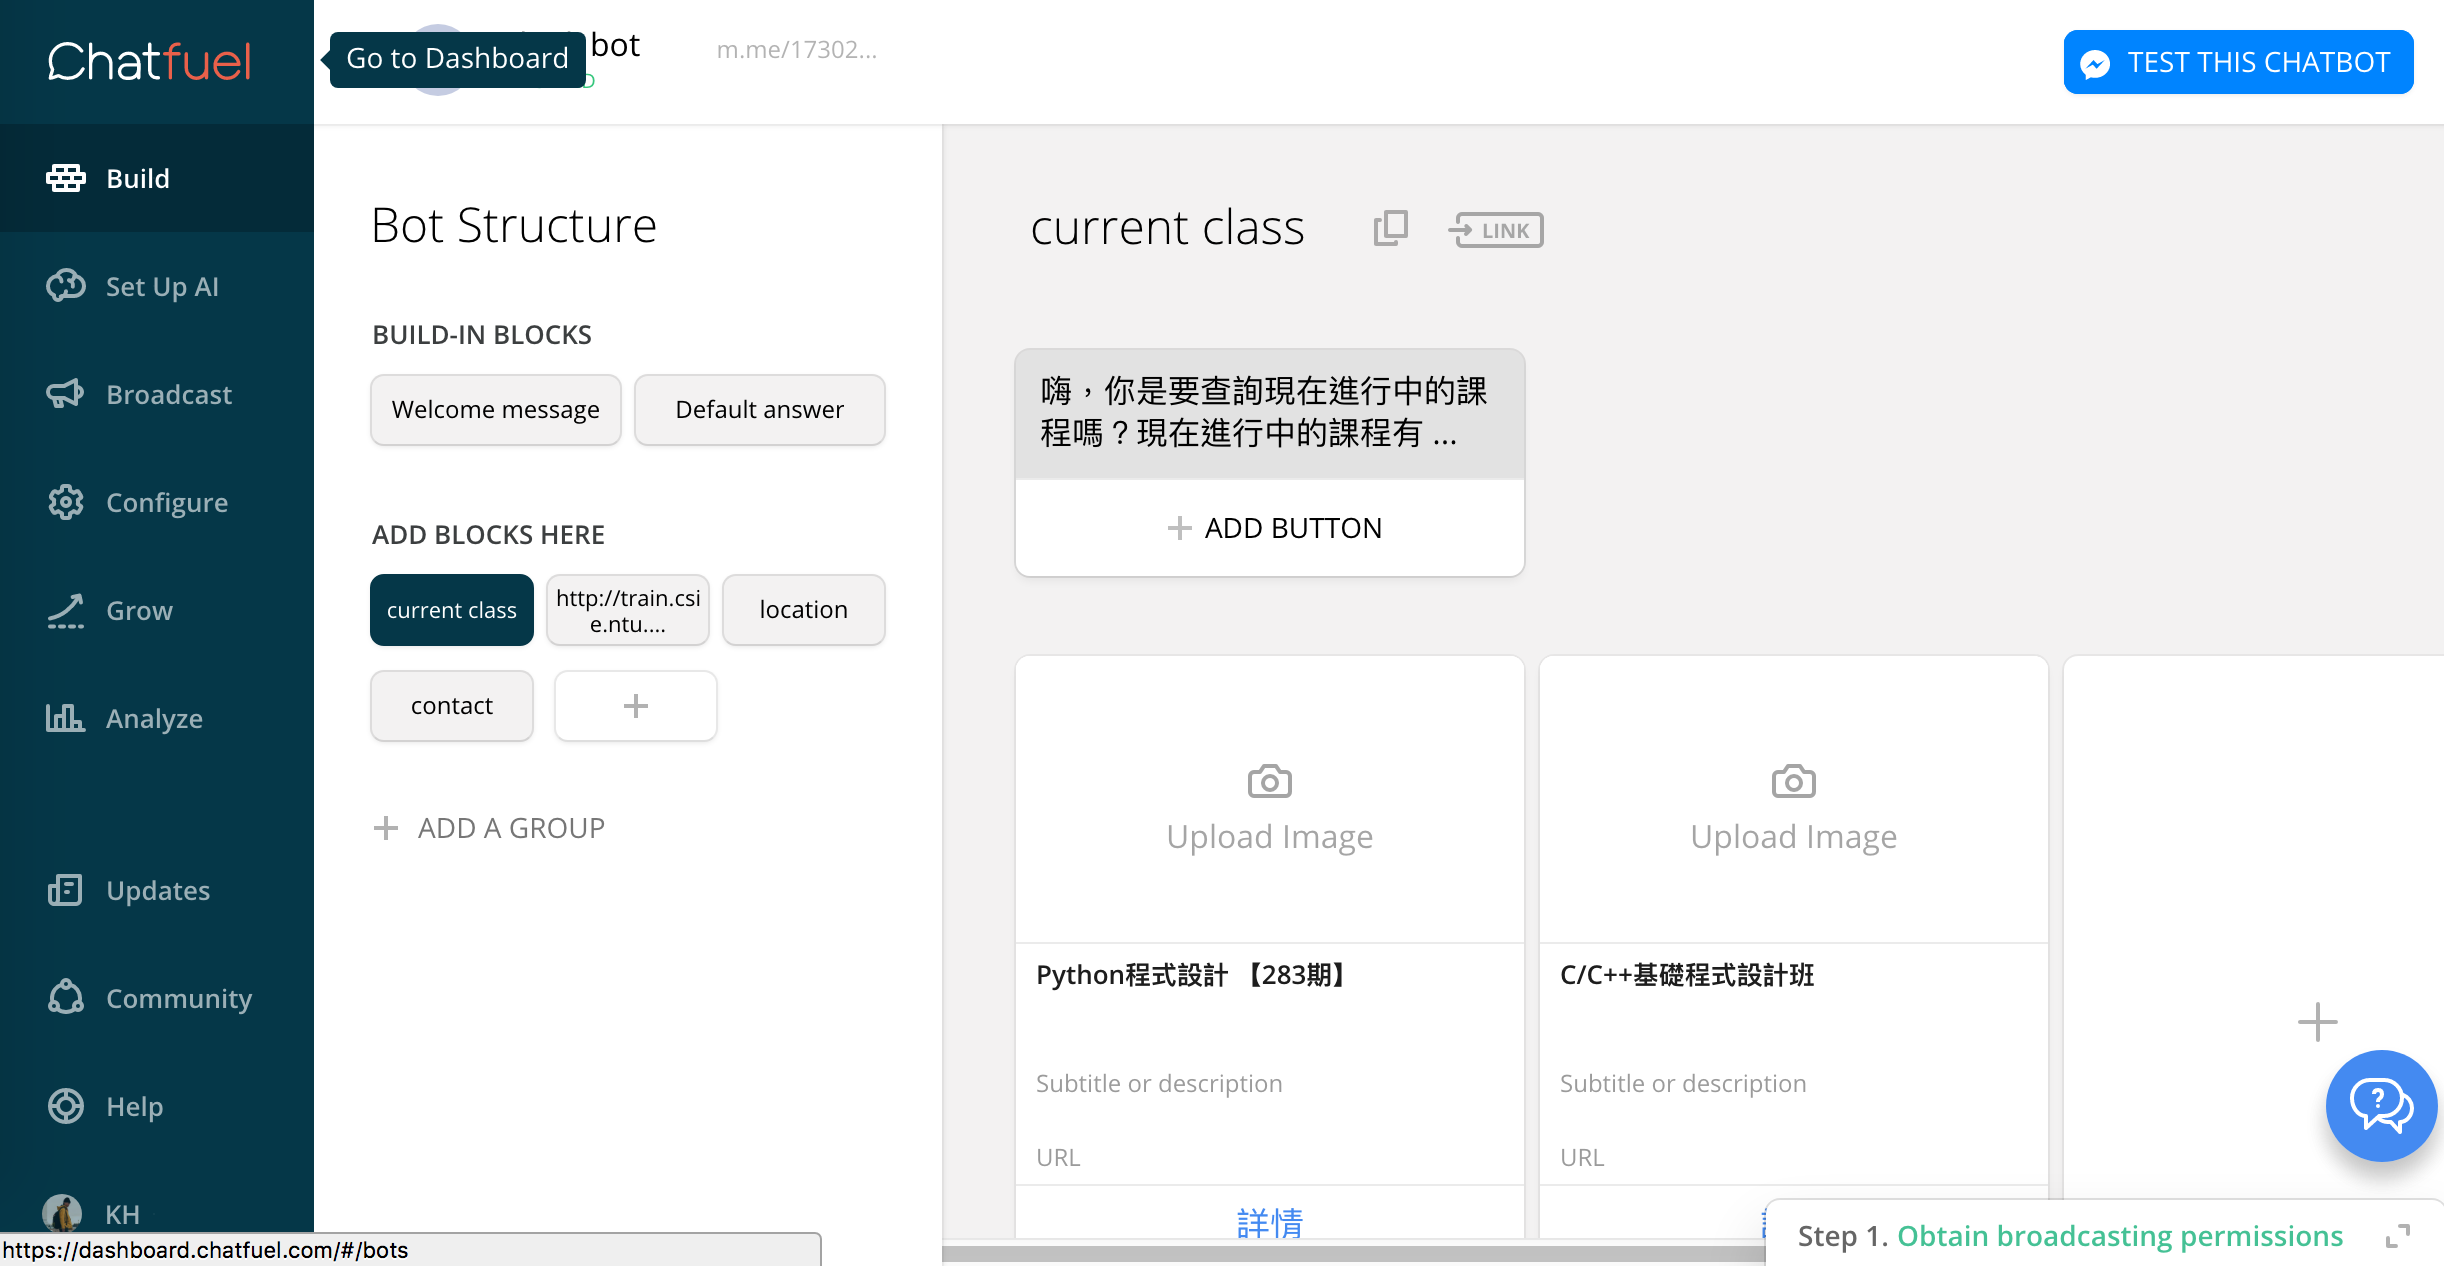 Chatfuel
Go to Dashboard
bot
m.me/17302...
TEST THIS CHATBOT
Build
Set Up AI
Broadcast
Configure
Grow
Analyze
Updates
Community
Help
KH
https://dashboard.chatfuel.com/#/bots
Bot Structure
BUILD-IN BLOCKS
Welcome message
Default answer
ADD BLOCKS HERE
current class
http://train.csi
e.ntu....
location
contact
ADD A GROUP
current class
LINK
嗨，你是要查詢現在進行中的課
程嗎？現在進行中的課程有 ...
ADD BUTTON
Upload Image
Python程式設計 【283期】
Subtitle or description
URL
詳情
Upload Image
C/C++基礎程式設計班
Subtitle or description
URL
Step 1. Obtain broadcasting permissions